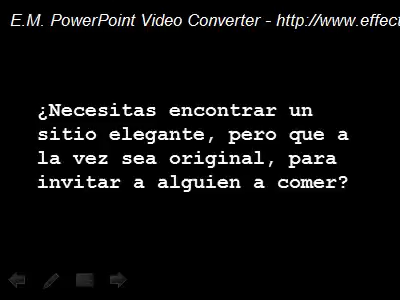 E.M. PowerPoint Video Converter - http://www.effect
¿Necesitas encontrar un
sitio elegante, pero que a
la vez sea original, para
invitar a alguien a comer?